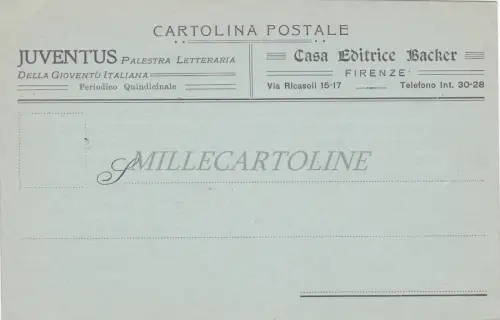 CARTOLINA POSTALE
JUVENTUS PALESTRA LETTERARIA
DELLA GIOVENTÙ ITALIANA
Periodico Quindicinale
Casa Editrice Backer
FIRENZE
Via Ricasoli 15-17 Telefono Int. 30-28
S
MILLECARTOLINE